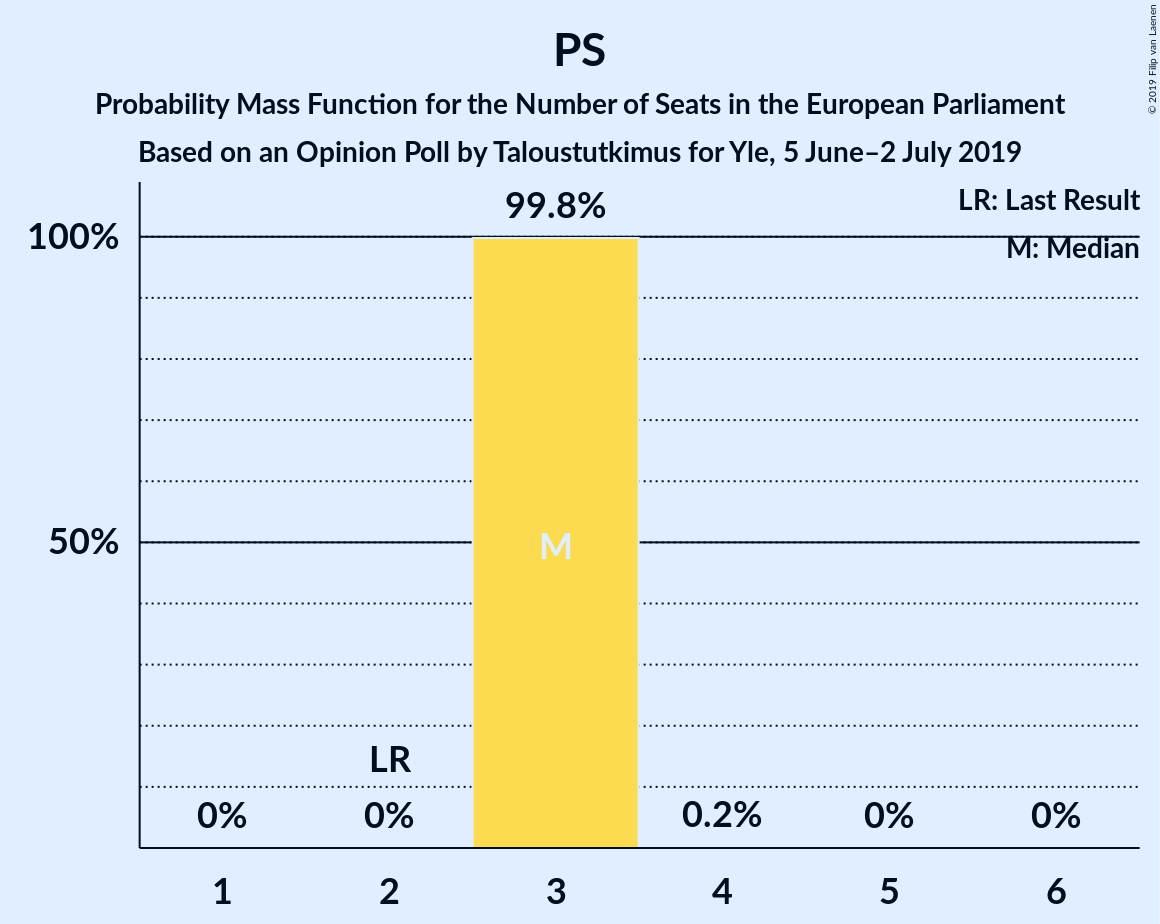 PS
Probability Mass Function for the Number of Seats in the European Parliament
Based on an Opinion Poll by Taloustutkimus for Yle, 5 June–2 July 2019
© 2019 Filip van Laenen
LR: Last Result
M: Median
99.8%
100%
50%
M
LR
0%
0%
0.2%
0%
0%
1
2
3
4
5
6